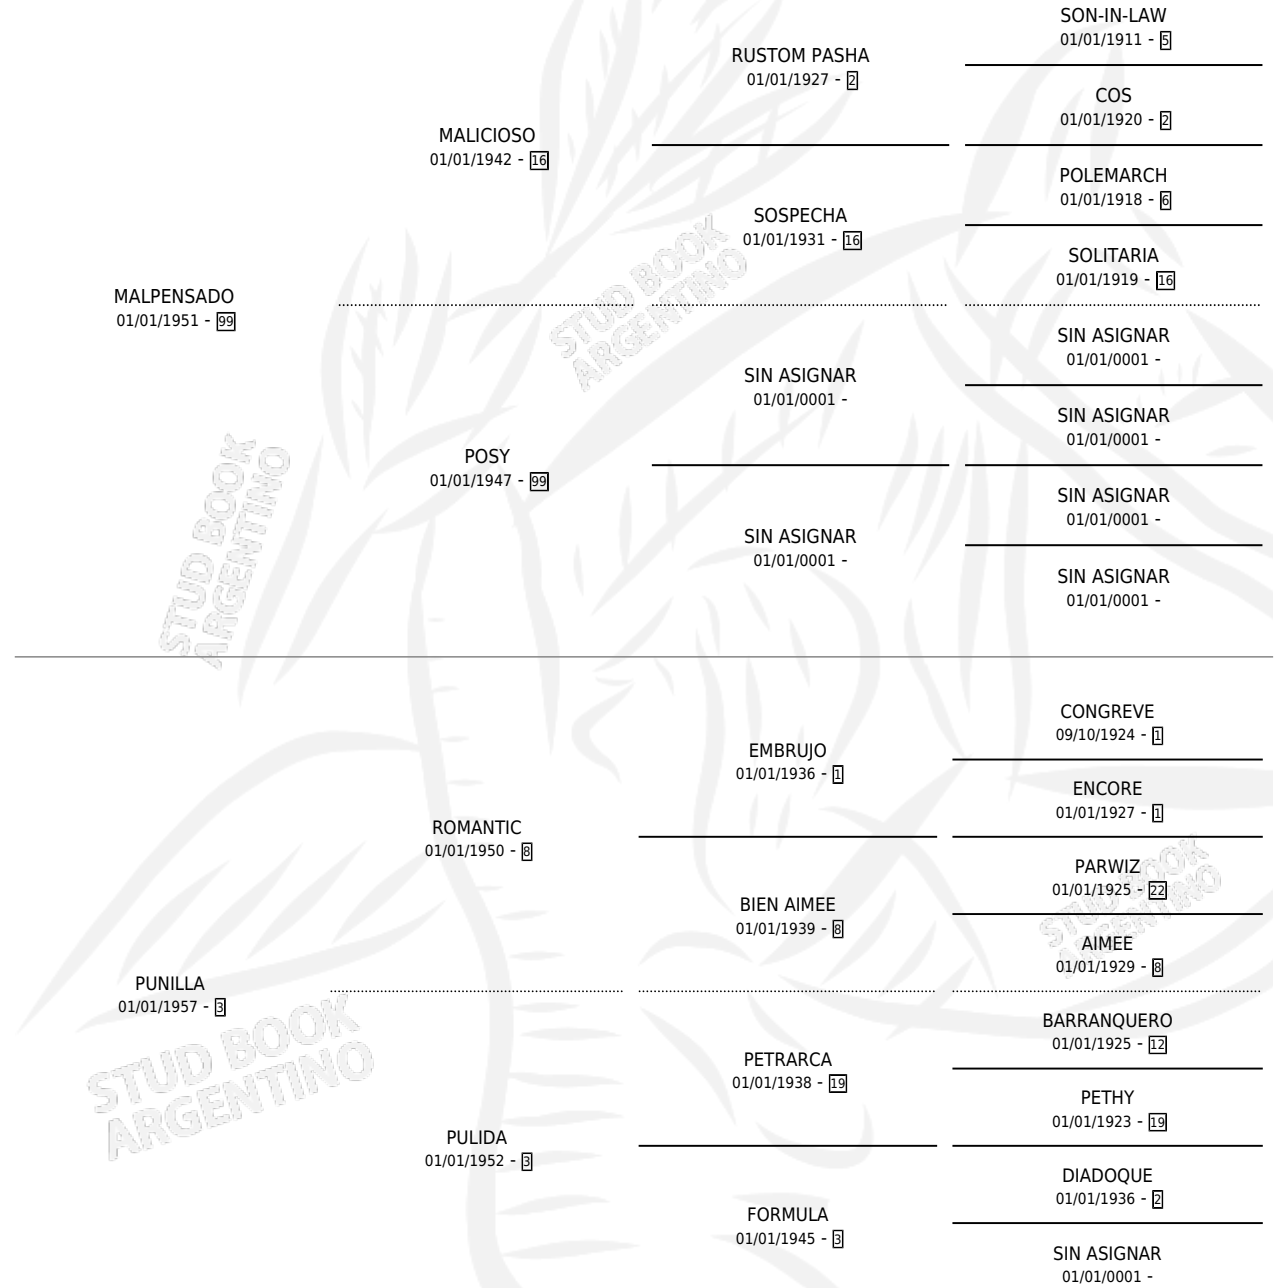 SON-IN-LAW
01/01/1911 - 5
RUSTOM PASHA
01/01/1927 - 2
COS
01/01/1920 - 2
MALICIOSO
01/01/1942 - 16
POLEMARCH
01/01/1918 - 6
SOSPECHA
01/01/1931 - 16
SOLITARIA
01/01/1919 - 16
MALPENSADO
01/01/1951 - 99
STUD BOOK
ARGENTINO
SIN ASIGNAR
01/01/0001 -
SIN ASIGNAR
01/01/0001 -
SIN ASIGNAR
01/01/0001 -
POSY
01/01/1947 - 99
SIN ASIGNAR
01/01/0001 -
SIN ASIGNAR
01/01/0001 -
SIN ASIGNAR
01/01/0001 -
STUD BOOK
ARGENTINO
CONGREVE
09/10/1924 - 1
EMBRUJO
01/01/1936 - 1
ENCORE
01/01/1927 - 1
ROMANTIC
01/01/1950 - 8
PARWIZ
01/01/1925 - 22
BIEN AIMEE
01/01/1939 - 8
STUD BOOK
ARGENTINO
AIMEE
01/01/1929 - 8
PUNILLA
01/01/1957 - 3
BARRANQUERO
01/01/1925 - 12
STUD BOOK
ARGENTINO
PETRARCA
01/01/1938 - 19
PETHY
01/01/1923 - 19
PULIDA
01/01/1952 - 3
DIADOQUE
01/01/1936 - 2
FORMULA
01/01/1945 - 3
SIN ASIGNAR
01/01/0001 -